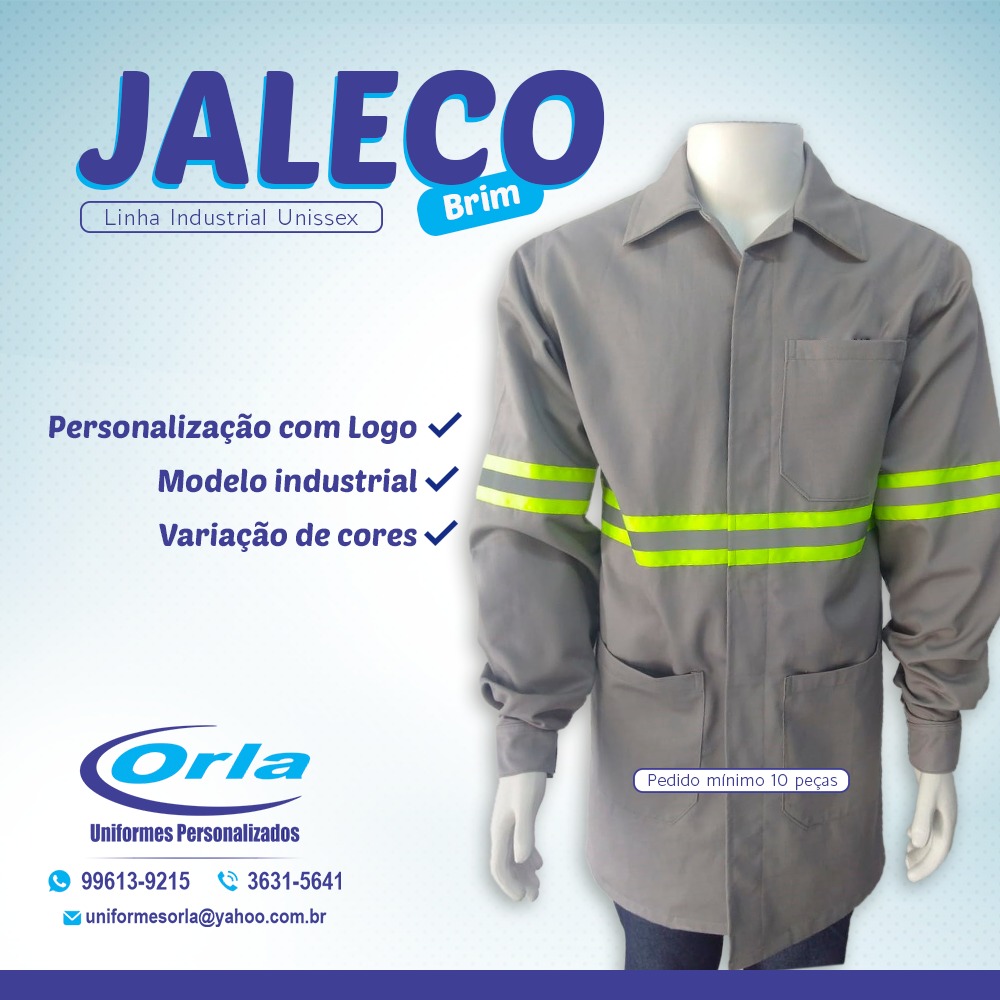 JALECO
Brim
Linha Industrial Unissex
Personalização com Logo
Modelo industrial
Variação de cores
Pedido mínimo 10 peças
Orla
Uniformes Personalizados
99613-9215 3631-5641
uniformesorla@yahoo.com.br